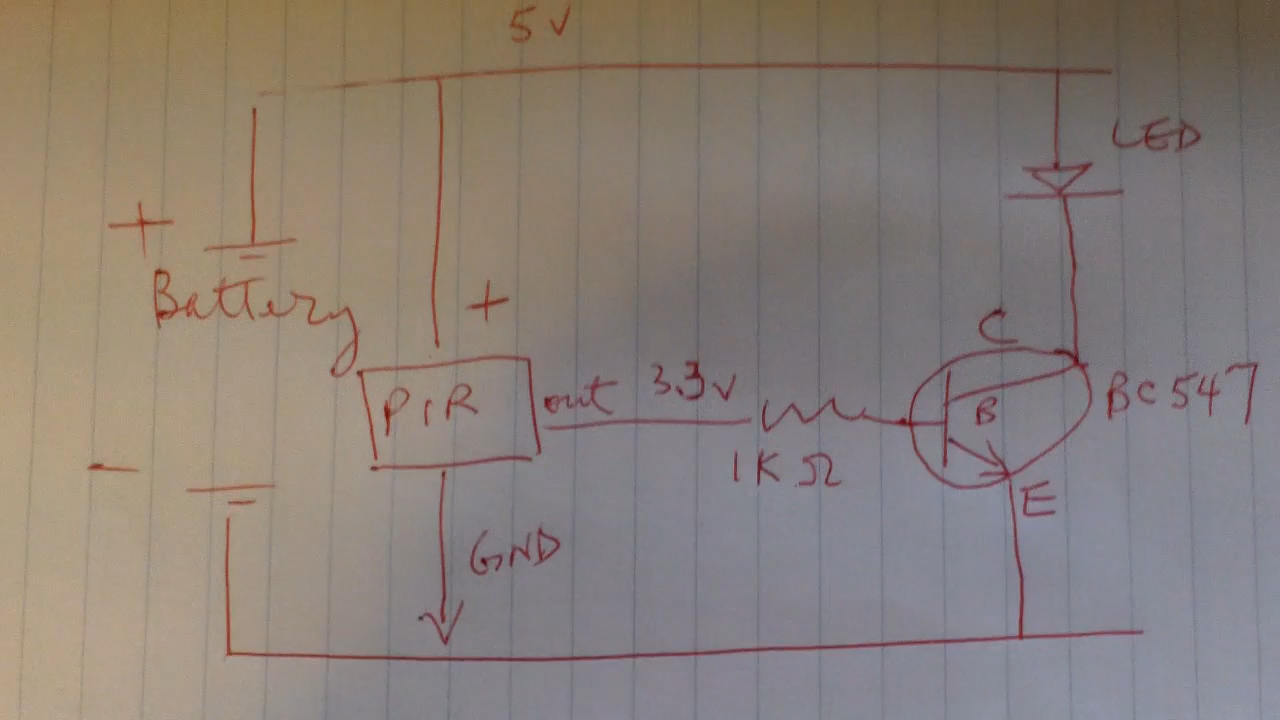 5V
LED
+
Battery
+
C
PIR
out 3.3V
B
BC547
-
1KΩ
E
GND